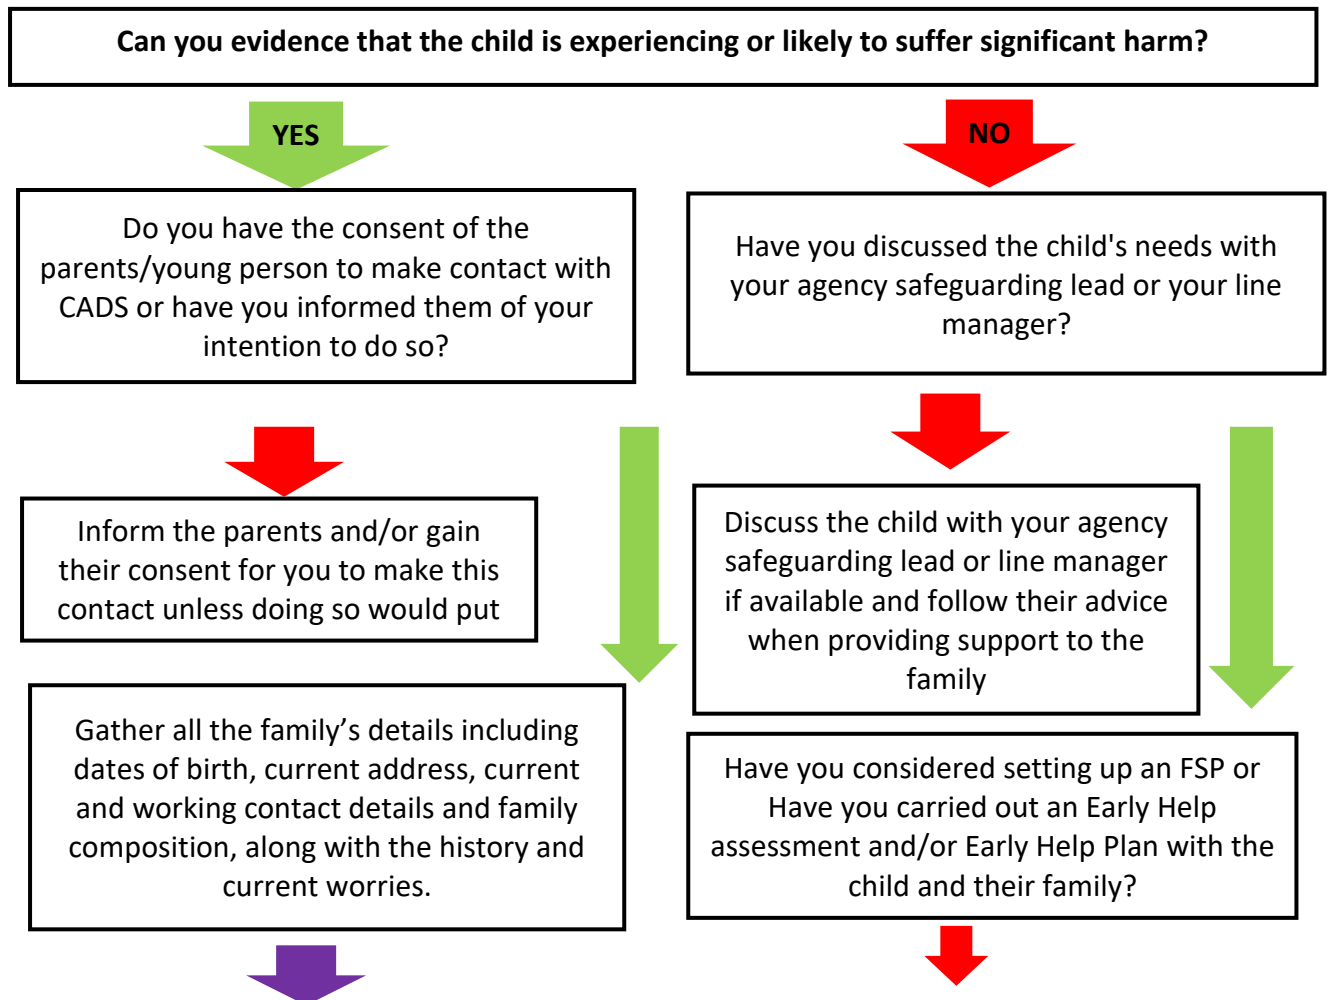 Can you evidence that the child is experiencing or likely to suffer significant harm?
YES
NO
Do you have the consent of the
parents/young person to make contact with
CADS or have you informed them of your
intention to do so?
Have you discussed the child's needs with
your agency safeguarding lead or your line
manager?
Inform the parents and/or gain
their consent for you to make this
contact unless doing so would put
Discuss the child with your agency
safeguarding lead or line manager
if available and follow their advice
when providing support to the
family
Gather all the family’s details including
dates of birth, current address, current
and working contact details and family
composition, along with the history and
current worries.
Have you considered setting up an FSP or
Have you carried out an Early Help
assessment and/or Early Help Plan with the
child and their family?